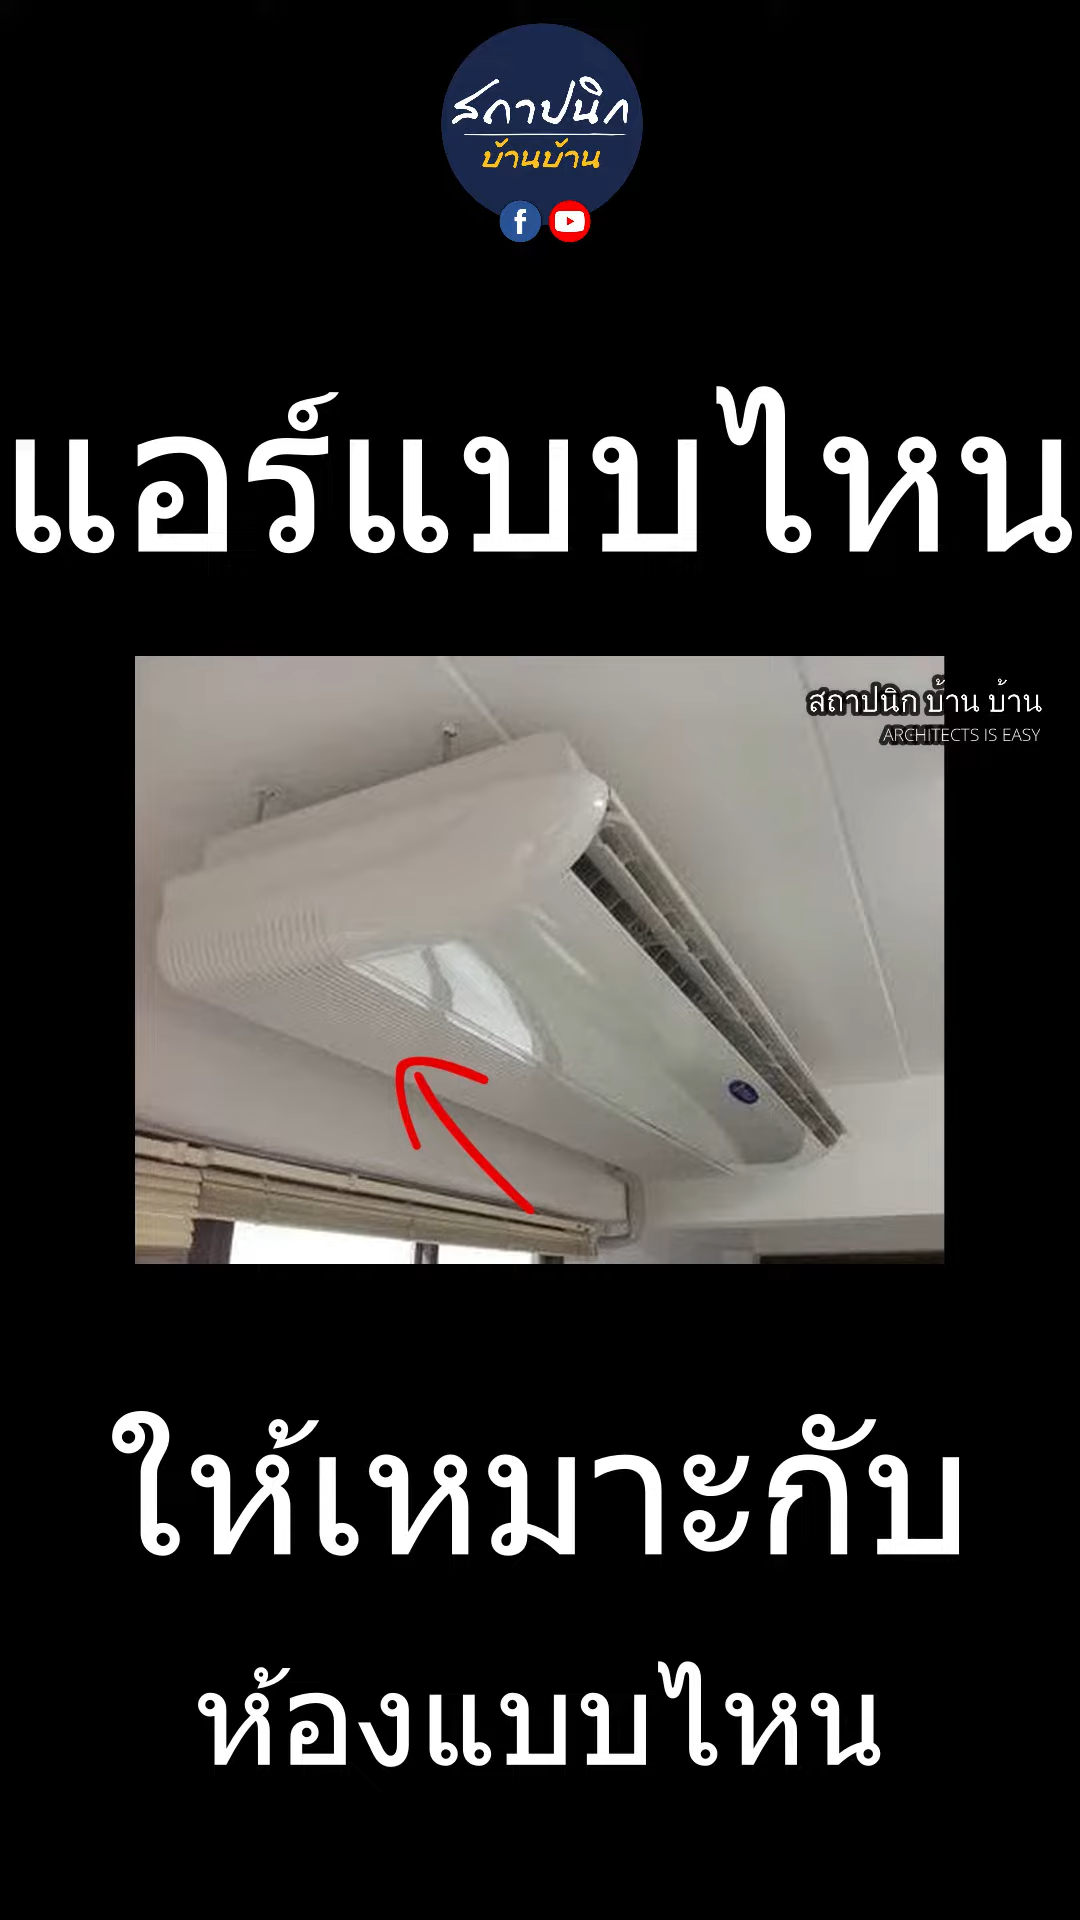 สถาปนิก
บ้านบ้าน
แอร์แบบไหน
สถาปนิก บ้าน บ้าน
ARCHITECTS IS EASY
ให้เหมาะกับ
ห้องแบบไหน